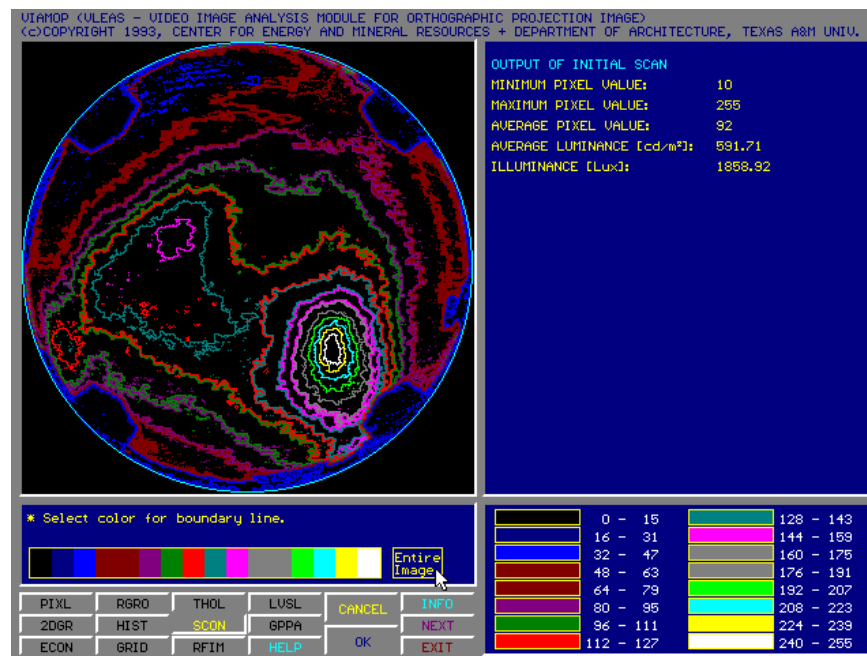 VIAMOP (VLEAS - VIDEO IMAGE ANALYSIS MODULE FOR ORTHOGRAPHIC PROJECTION IMAGE)
(c)COPYRIGHT 1993, CENTER FOR ENERGY AND MINERAL RESOURCES + DEPARTMENT OF ARCHITECTURE, TEXAS A&M UNIV.
OUTPUT OF INITIAL SCAN
MINIMUM PIXEL VALUE: 10
MAXIMUM PIXEL VALUE: 255
AVERAGE PIXEL VALUE: 92
AVERAGE LUMINANCE [cd/m²]: 591.71
ILLUMINANCE [Lux]: 1858.92
* Select color for boundary line.
Entire
Image
0 - 15 128 - 143
16 - 31 144 - 159
32 - 47 160 - 175
48 - 63 176 - 191
64 - 79 192 - 207
80 - 95 208 - 223
96 - 111 224 - 239
112 - 127 240 - 255
PIXL RGRO THOL LVSL CANCEL INFO
2DGR HIST SCON GPPA NEXT
ECON GRID RFIM HELP OK EXIT